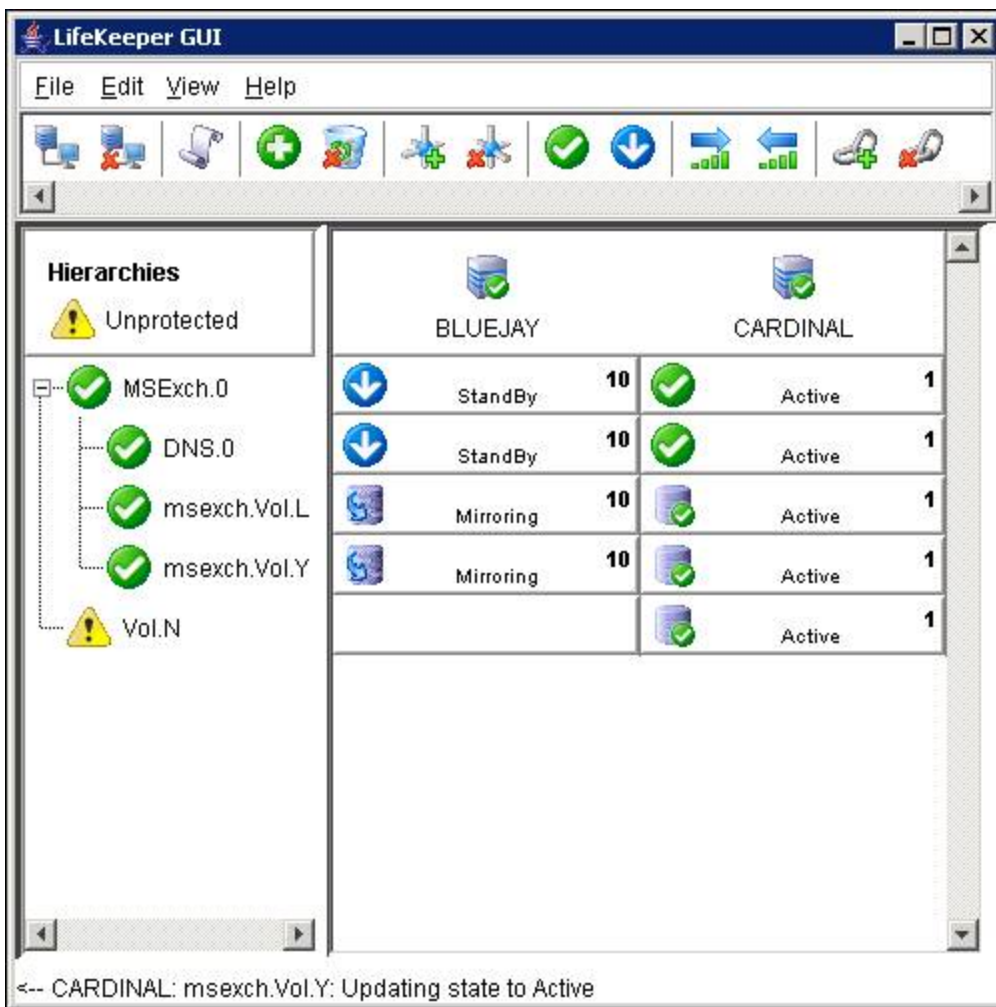 LifeKeeper GUI
File Edit View Help
Hierarchies
Unprotected
BLUEJAY CARDINAL
MSExch.0 StandBy 10 Active 1
DNS.0 StandBy 10 Active 1
msexch.Vol.L Mirroring 10 Active 1
msexch.Vol.Y Mirroring 10 Active 1
Vol.N Active 1
<-- CARDINAL: msexch.Vol.Y: Updating state to Active